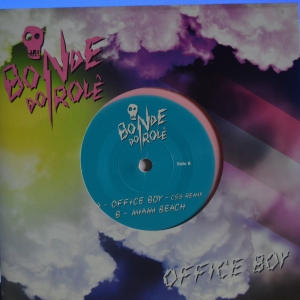 BONDE
DO ROLÊ
BONDE
DO ROLÊ
Side B
A - OFFICE BOY - CSS REMIX
B - MIAMI BEACH
OFFICE BOY